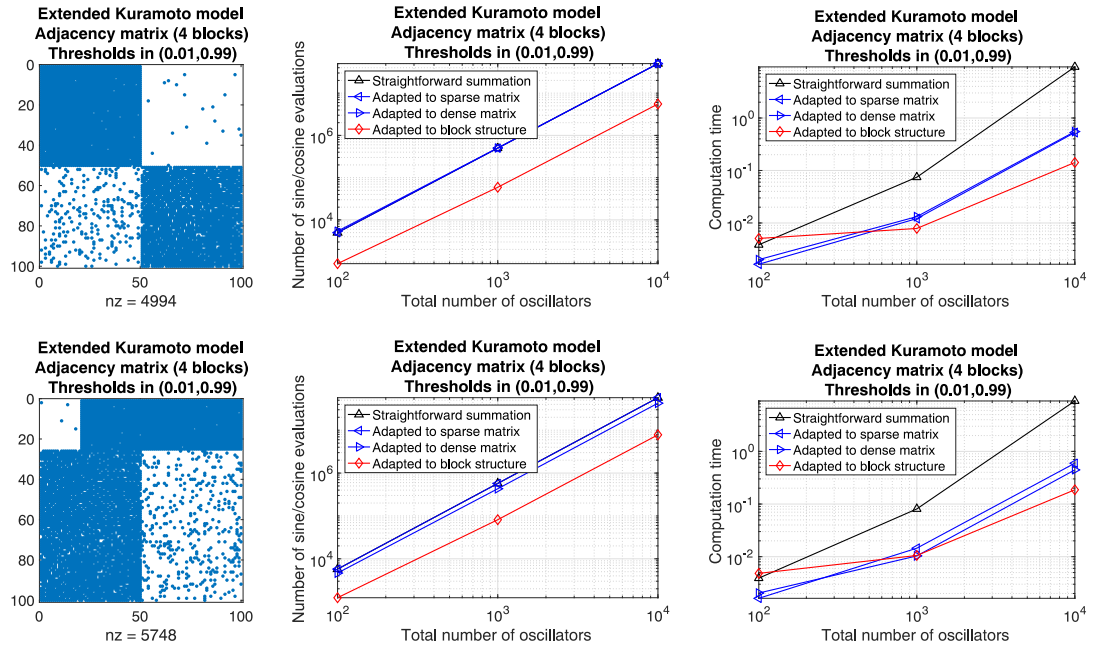 Extended Kuramoto model
Adjacency matrix (4 blocks)
Thresholds in (0.01,0.99)
0
20
40
60
80
100
0
50
100
nz = 4994
Extended Kuramoto model
Adjacency matrix (4 blocks)
Thresholds in (0.01,0.99)
Number of sine/cosine evaluations
10^6
10^4
Straightforward summation
Adapted to sparse matrix
Adapted to dense matrix
Adapted to block structure
10^2
10^3
10^4
Total number of oscillators
Extended Kuramoto model
Adjacency matrix (4 blocks)
Thresholds in (0.01,0.99)
Computation time
10^0
10^-1
10^-2
Straightforward summation
Adapted to sparse matrix
Adapted to dense matrix
Adapted to block structure
10^2
10^3
10^4
Total number of oscillators
Extended Kuramoto model
Adjacency matrix (4 blocks)
Thresholds in (0.01,0.99)
0
20
40
60
80
100
0
50
100
nz = 5748
Extended Kuramoto model
Adjacency matrix (4 blocks)
Thresholds in (0.01,0.99)
Number of sine/cosine evaluations
10^6
10^4
Straightforward summation
Adapted to sparse matrix
Adapted to dense matrix
Adapted to block structure
10^2
10^3
10^4
Total number of oscillators
Extended Kuramoto model
Adjacency matrix (4 blocks)
Thresholds in (0.01,0.99)
Computation time
10^0
10^-1
10^-2
Straightforward summation
Adapted to sparse matrix
Adapted to dense matrix
Adapted to block structure
10^2
10^3
10^4
Total number of oscillators